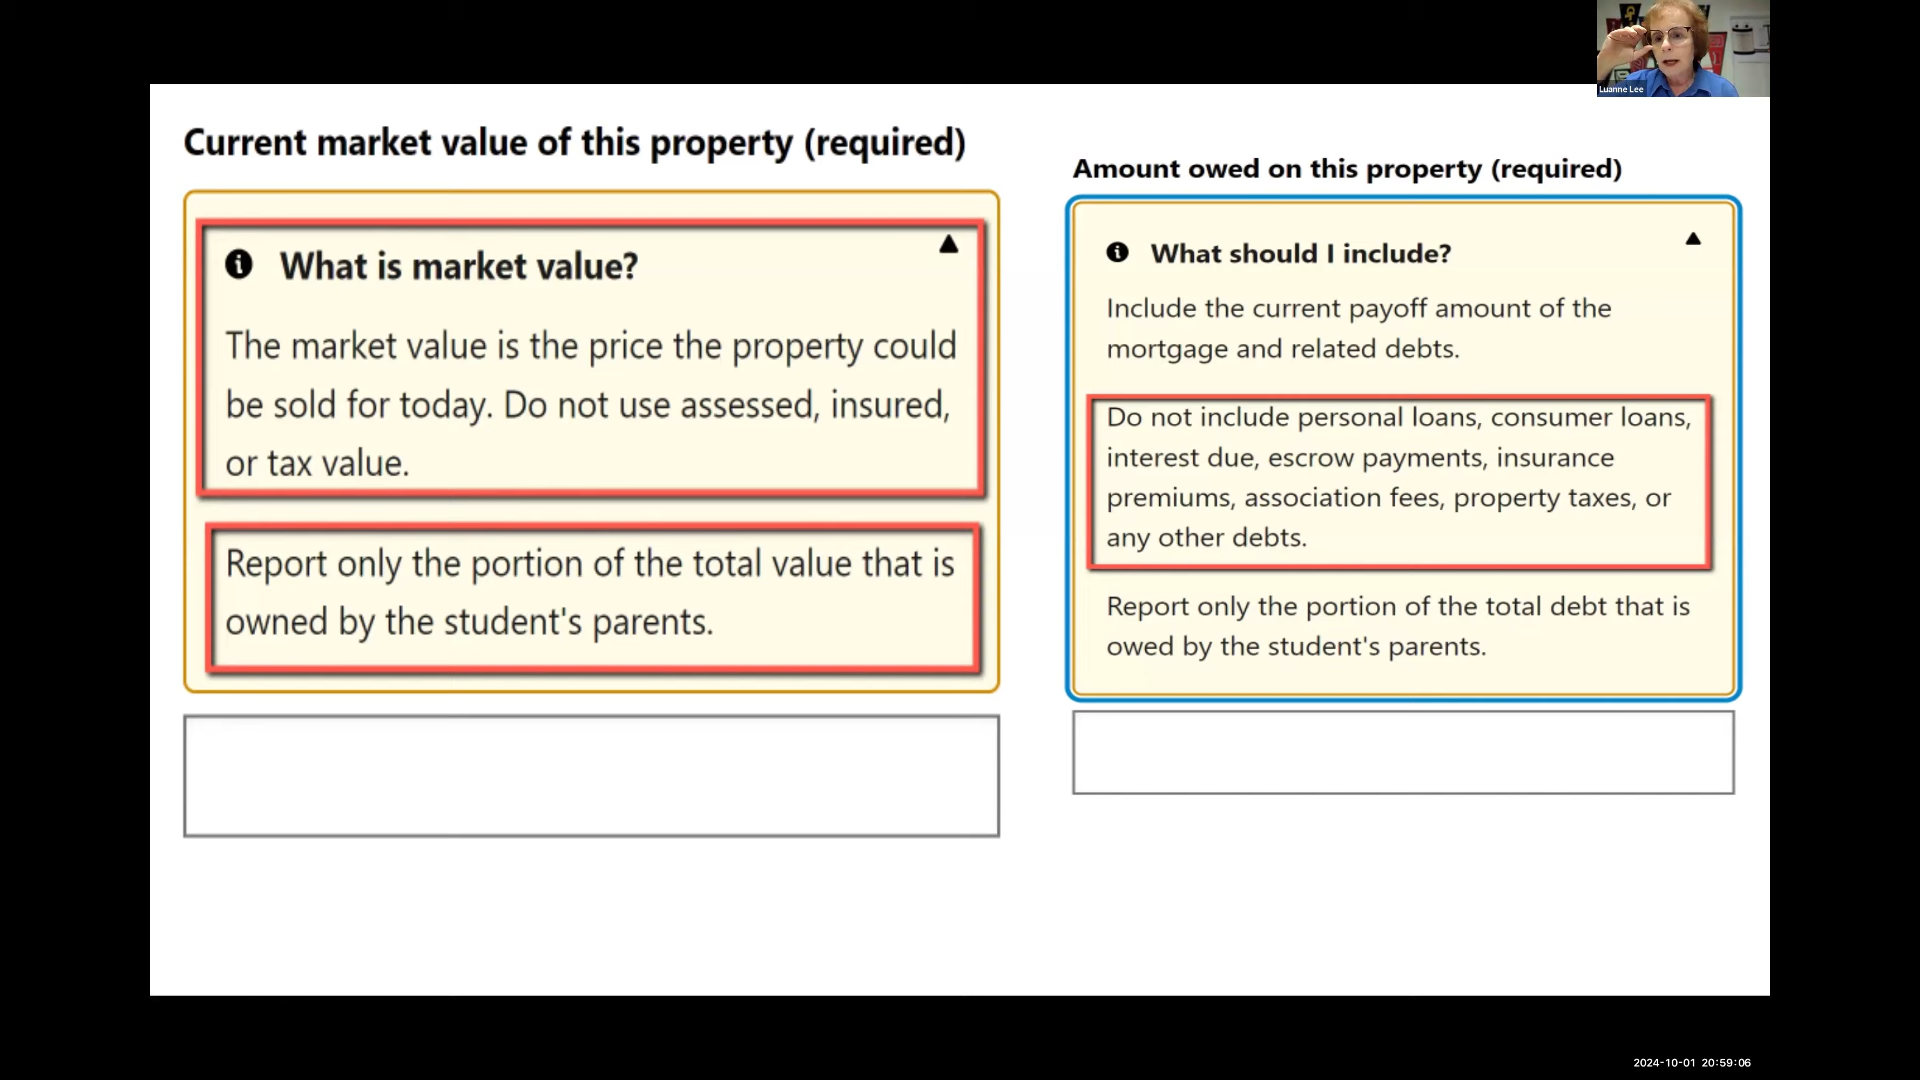 Luanne Lee
Current market value of this property (required)
What is market value?
The market value is the price the property could
be sold for today. Do not use assessed, insured,
or tax value.
Report only the portion of the total value that is
owned by the student's parents.
Amount owed on this property (required)
What should I include?
Include the current payoff amount of the
mortgage and related debts.
Do not include personal loans, consumer loans,
interest due, escrow payments, insurance
premiums, association fees, property taxes, or
any other debts.
Report only the portion of the total debt that is
owed by the student's parents.
2024-10-01 20:59:06